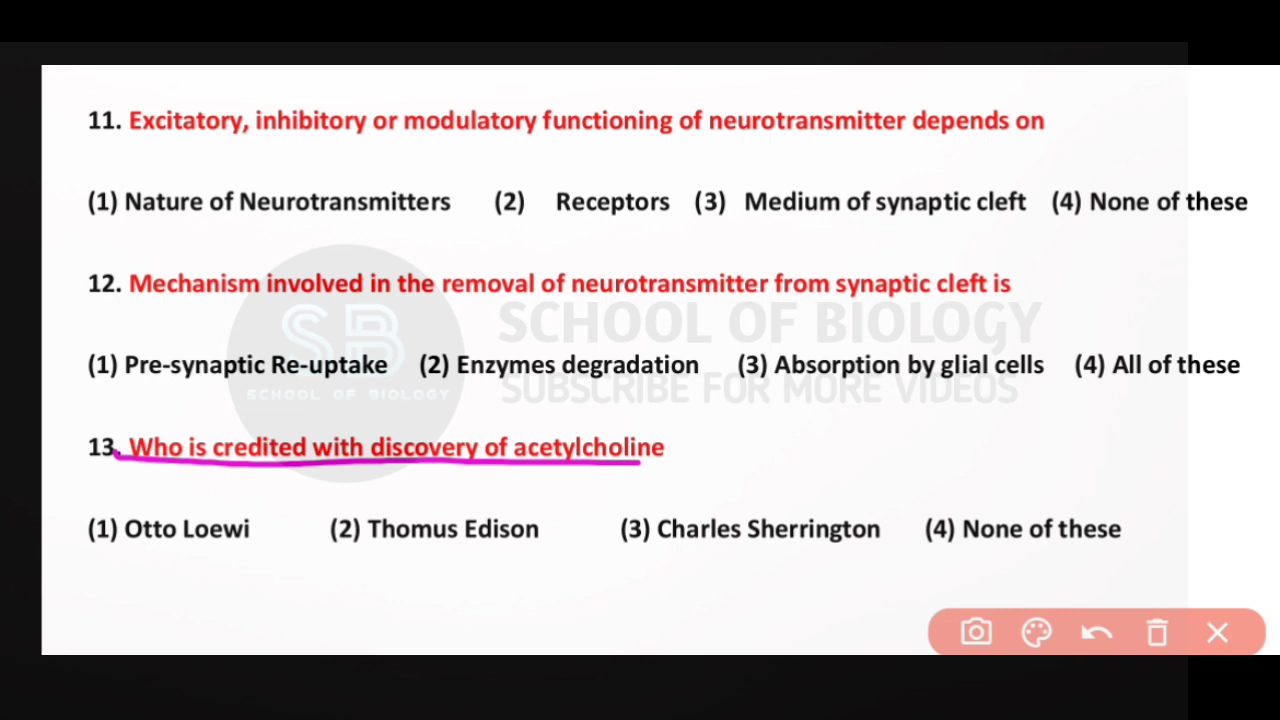 11. Excitatory, inhibitory or modulatory functioning of neurotransmitter depends on
(1) Nature of Neurotransmitters (2) Receptors (3) Medium of synaptic cleft (4) None of these
12. Mechanism involved in the removal of neurotransmitter from synaptic cleft is
SB SCHOOL OF BIOLOGY
(1) Pre-synaptic Re-uptake (2) Enzymes degradation (3) Absorption by glial cells (4) All of these
SCHOOL OF BIOLOGY SUBSCRIBE FOR MORE VIDEOS
13. Who is credited with discovery of acetylcholine
(1) Otto Loewi (2) Thomus Edison (3) Charles Sherrington (4) None of these